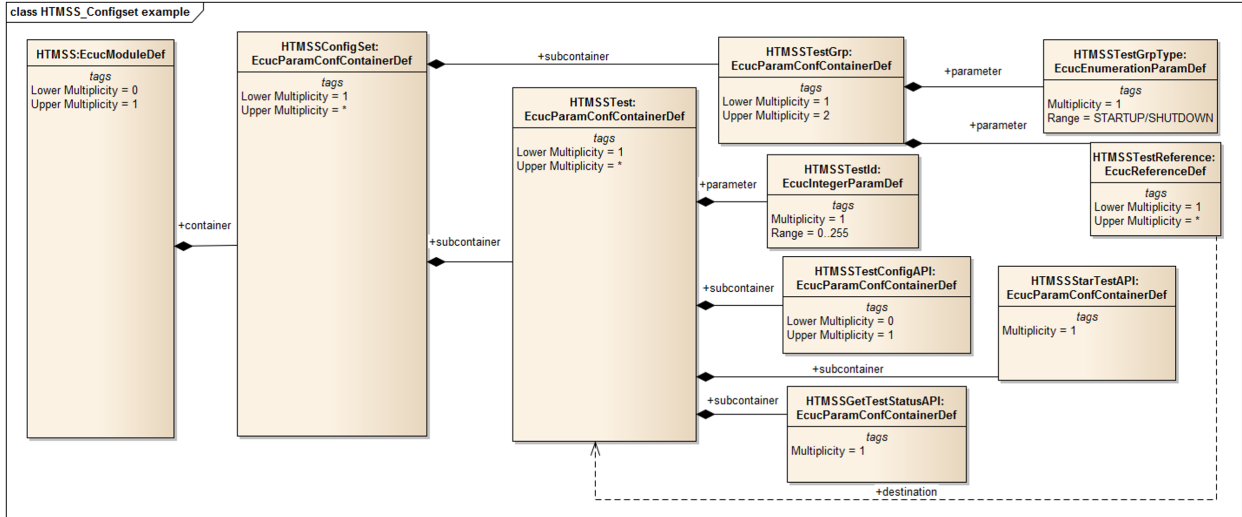 class HTMSS_Configset example
HTMSS:EcucModuleDef
tags
Lower Multiplicity = 0
Upper Multiplicity = 1
+container
HTMSSConfigSet:
EcucParamConfContainerDef
tags
Lower Multiplicity = 1
Upper Multiplicity = *
+subcontainer
+subcontainer
HTMSSTest:
EcucParamConfContainerDef
tags
Lower Multiplicity = 1
Upper Multiplicity = *
HTMSSTestGrp:
EcucParamConfContainerDef
tags
Lower Multiplicity = 1
Upper Multiplicity = 2
+parameter
HTMSSTestGrpType:
EcucEnumerationParamDef
tags
Multiplicity = 1
Range = STARTUP/SHUTDOWN
+parameter
HTMSSTestReference:
EcucReferenceDef
tags
Lower Multiplicity = 1
Upper Multiplicity = *
+parameter
HTMSSTestId:
EcucIntegerParamDef
tags
Multiplicity = 1
Range = 0..255
+subcontainer
HTMSSTestConfigAPI:
EcucParamConfContainerDef
tags
Lower Multiplicity = 0
Upper Multiplicity = 1
+subcontainer
HTMSSStarTestAPI:
EcucParamConfContainerDef
tags
Multiplicity = 1
+subcontainer
HTMSSGetTestStatusAPI:
EcucParamConfContainerDef
tags
Multiplicity = 1
+destination